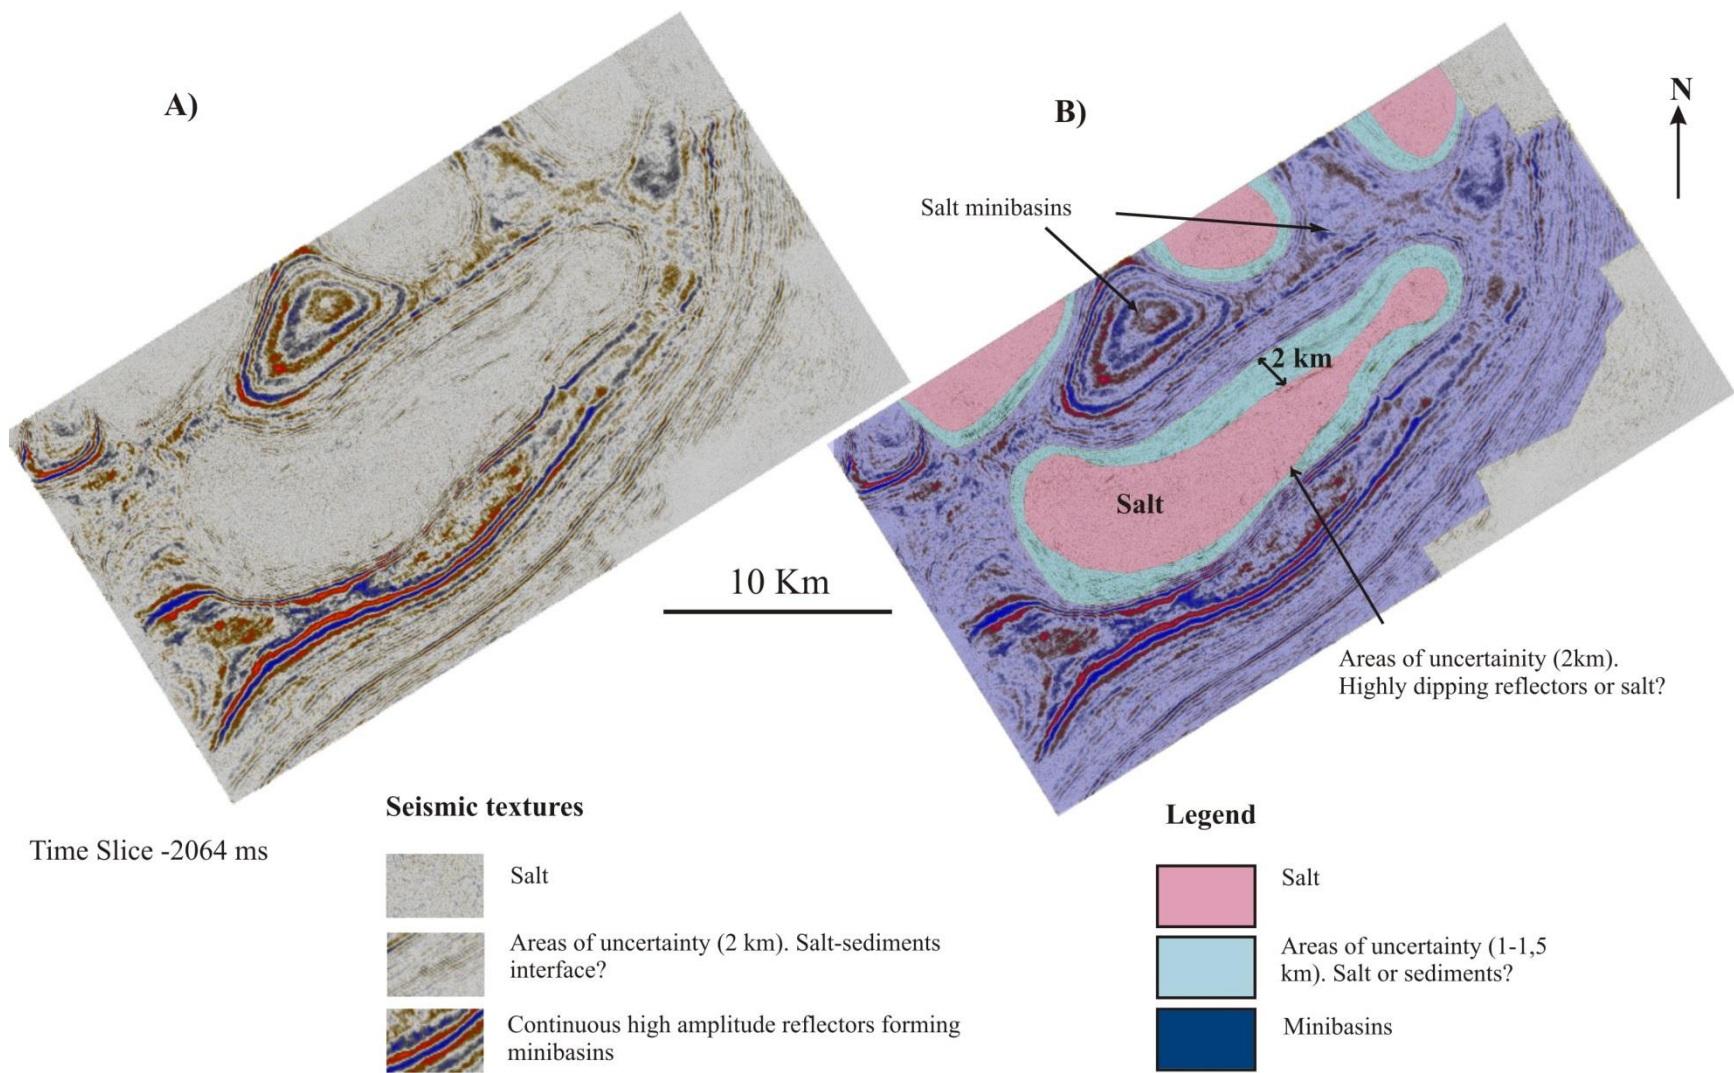 A)
B)
N
Salt minibasins
2 km
Salt
10 Km
Areas of uncertainity (2km).
Highly dipping reflectors or salt?
Time Slice -2064 ms
Seismic textures
Salt
Areas of uncertainty (2 km). Salt-sediments
interface?
Continuous high amplitude reflectors forming
minibasins
Legend
Salt
Areas of uncertainty (1-1,5
km). Salt or sediments?
Minibasins